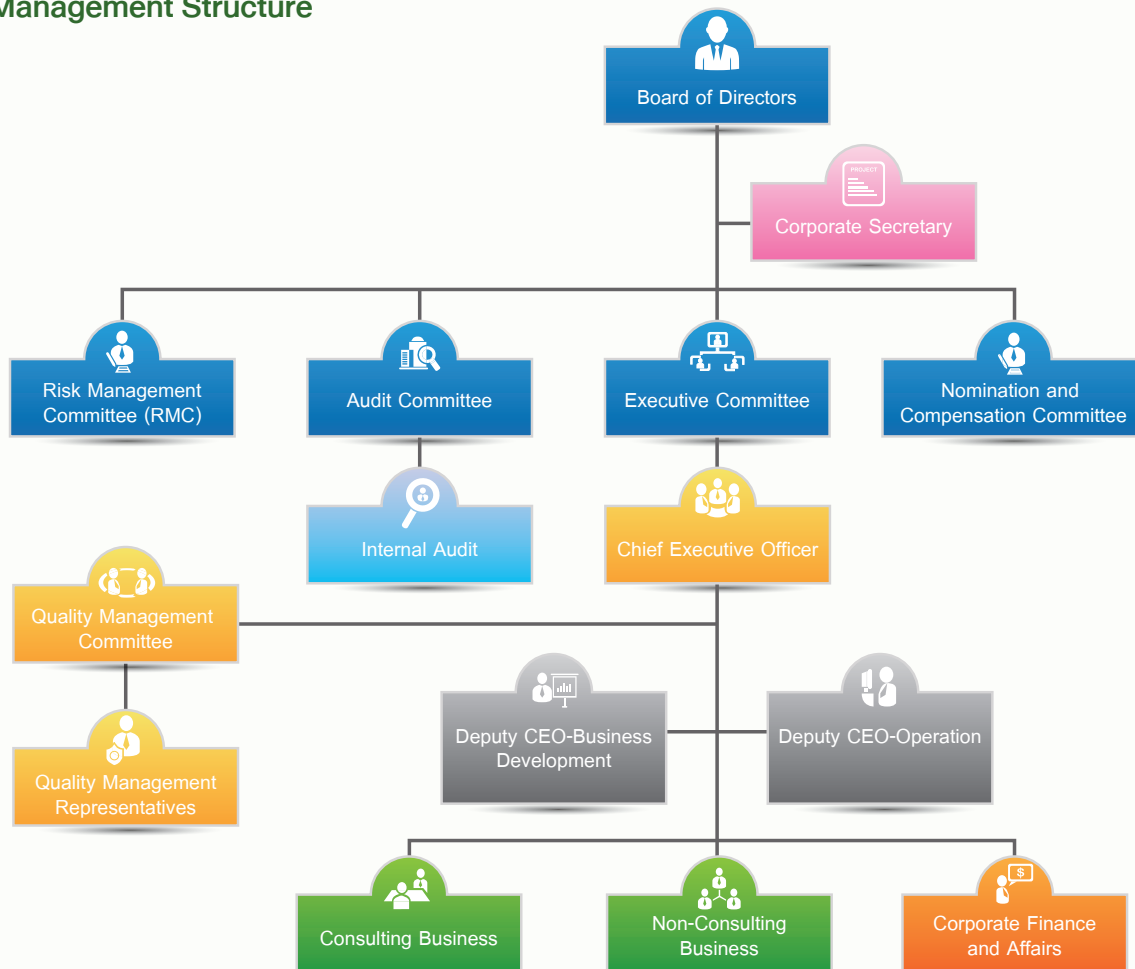 Management Structure
Board of Directors
PROJECT
Corporate Secretary
Risk Management
Committee (RMC)
Audit Committee
Executive Committee
Nomination and
Compensation Committee
Internal Audit
Chief Executive Officer
Quality Management
Committee
Deputy CEO-Business
Development
Deputy CEO-Operation
Quality Management
Representatives
$
Consulting Business
Non-Consulting
Business
Corporate Finance
and Affairs